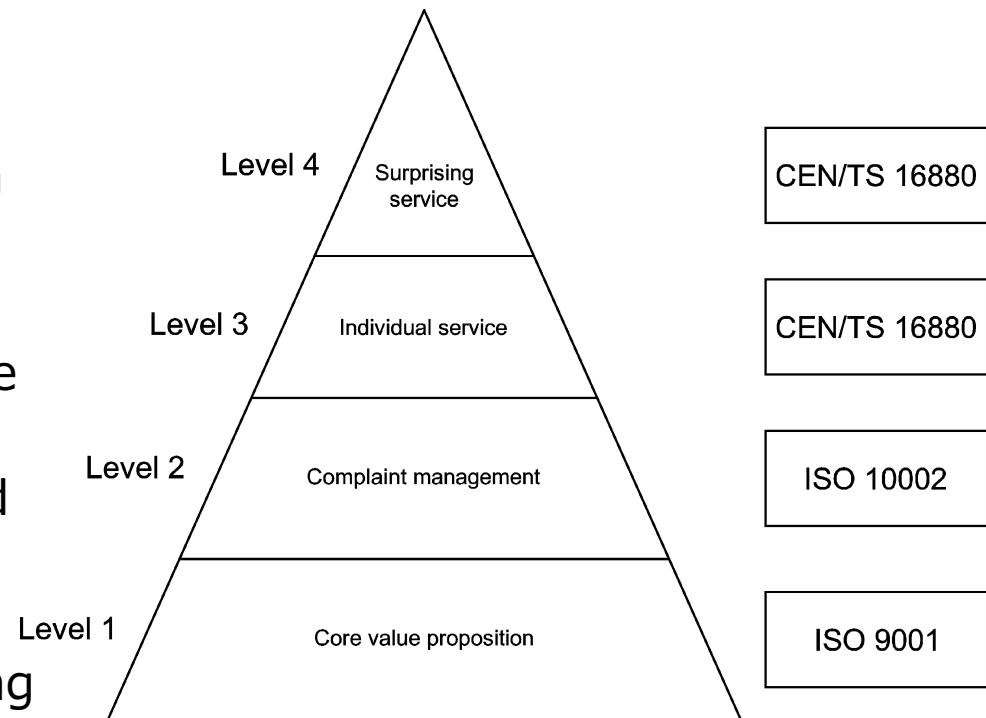 Level 4
Surprising
service
CEN/TS 16880
Level 3
Individual service
CEN/TS 16880
e
Level 2
Complaint management
ISO 10002
d
Level 1
Core value proposition
ISO 9001
ng